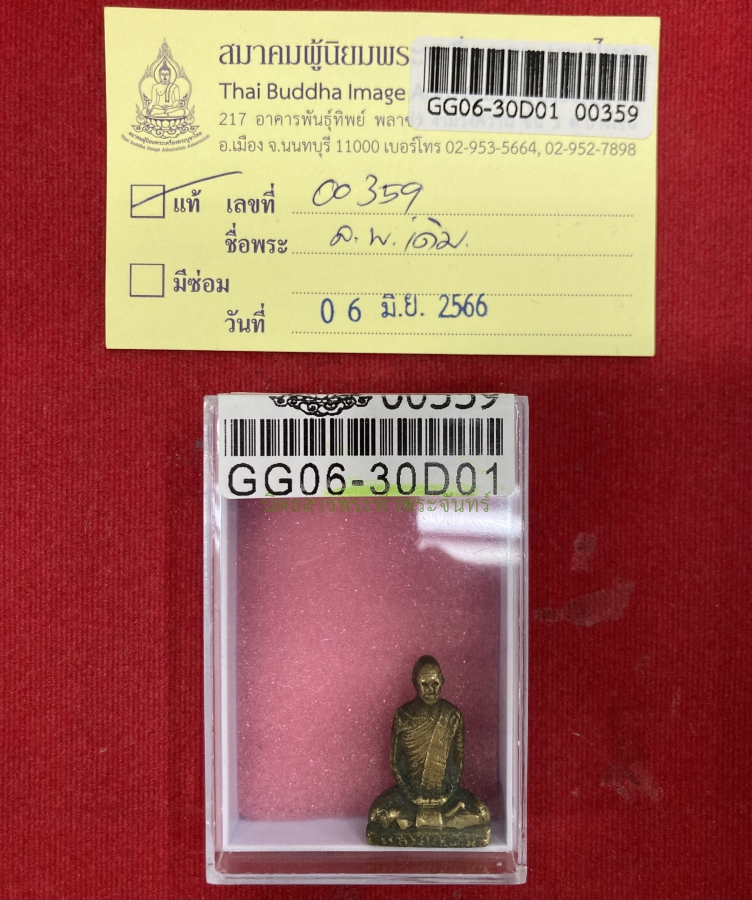 สมาคมผู้นิยมพระ
Thai Buddha Image
GG06-30D01 00359
217 อาคารพันธุ์ทิพย์ พลาซ่า
อ.เมือง จ.นนทบุรี 11000 เบอร์โทร 02-953-5664, 02-952-7898
แท้ เลขที่ 00359
ชื่อพระ ล.พ.เดิม.
มีซ่อม
วันที่ 06 มิ.ย. 2566
00359
GG06-30D01